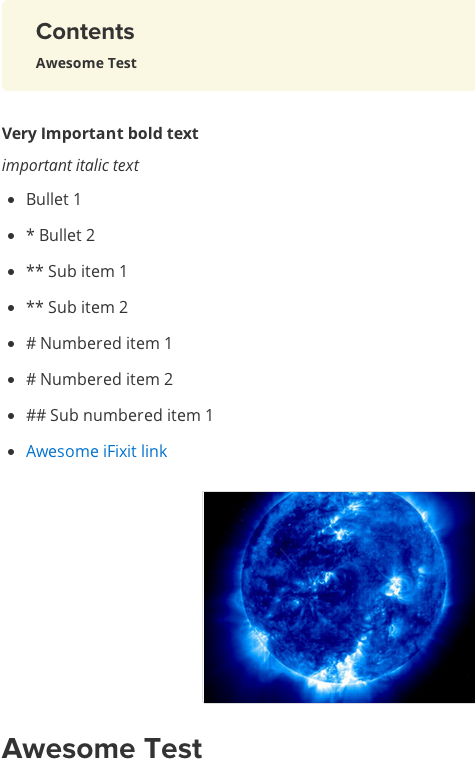 Contents
Awesome Test
Very Important bold text
important italic text
• Bullet 1
• * Bullet 2
• ** Sub item 1
• ** Sub item 2
• # Numbered item 1
• # Numbered item 2
• ## Sub numbered item 1
• Awesome iFixit link
Awesome Test